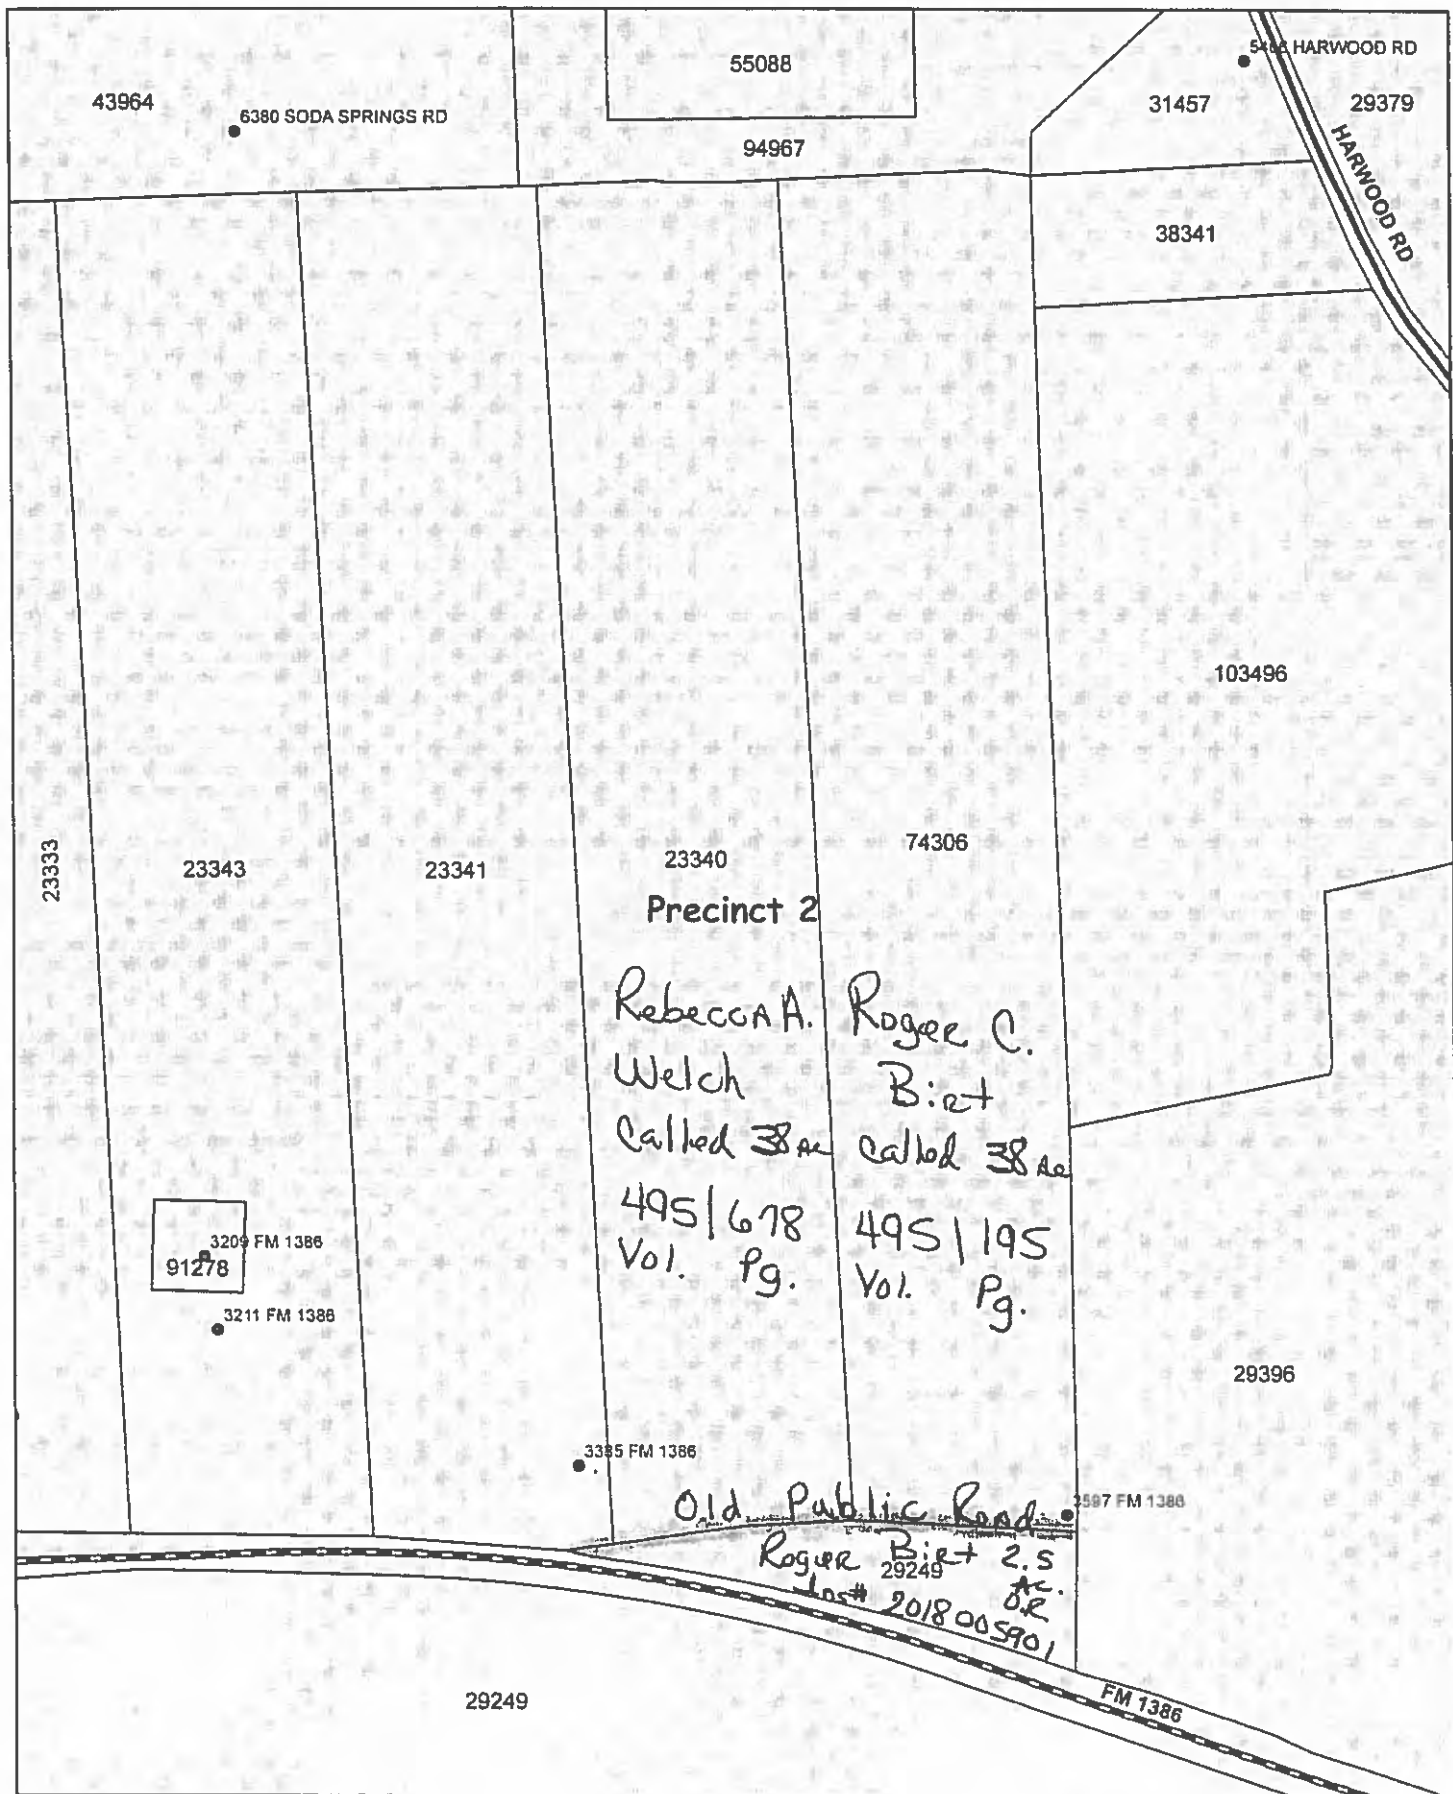 55088
5466 HARWOOD RD
43964
6380 SODA SPRINGS RD
31457
29379
94967
HARWOOD RD
38341
103496
23333
23343
23341
23340
74306
Precinct 2
Rebecca A.
Welch
Called 38 Ac
495/678
Vol. Pg.
Roger C.
Birt
Called 38 Ac
495/195
Vol. Pg.
3209 FM 1386
91278
3211 FM 1386
29396
3385 FM 1386
Old Public Road
3597 FM 1386
Roger Birt 2.5
Ac.
29249
O.R
Ins# 2018005901
29249
FM 1386